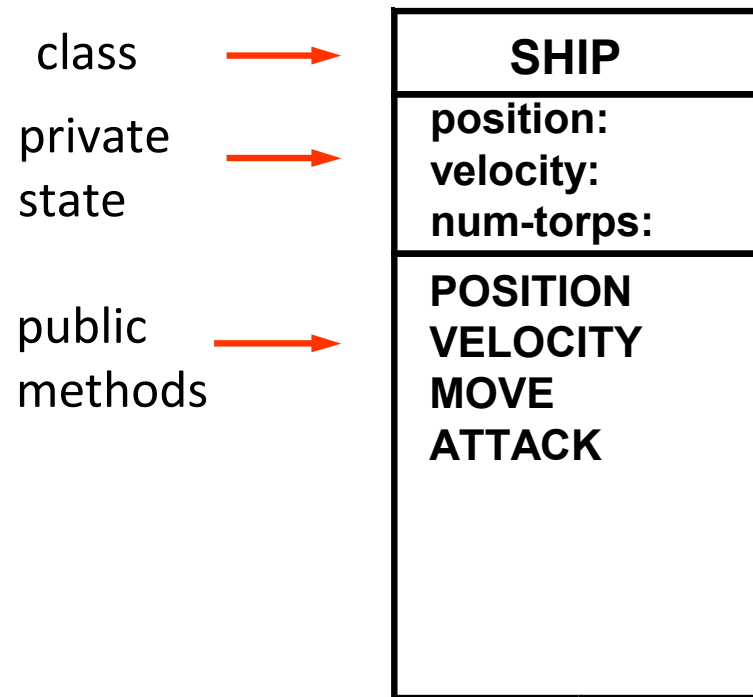 class
SHIP
private
state
position:
velocity:
num-torps:
public
methods
POSITION
VELOCITY
MOVE
ATTACK